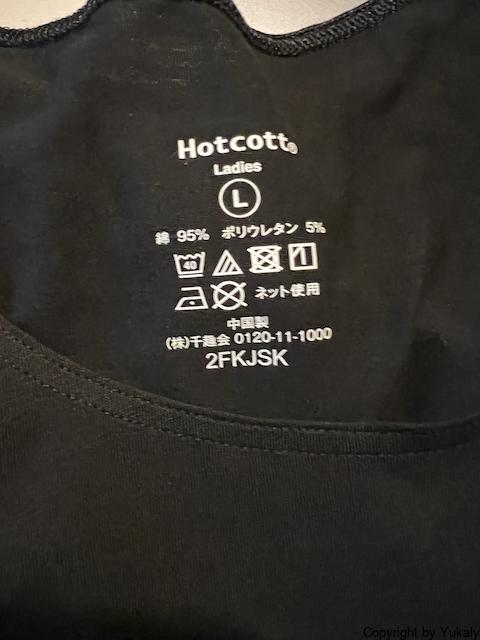 Hotcott®
Ladies
L
綿 95% ポリウレタン 5%
40
ネット使用
中国製
(株)千趣会 0120-11-1000
2FKJSK
Copyright by Yukaly